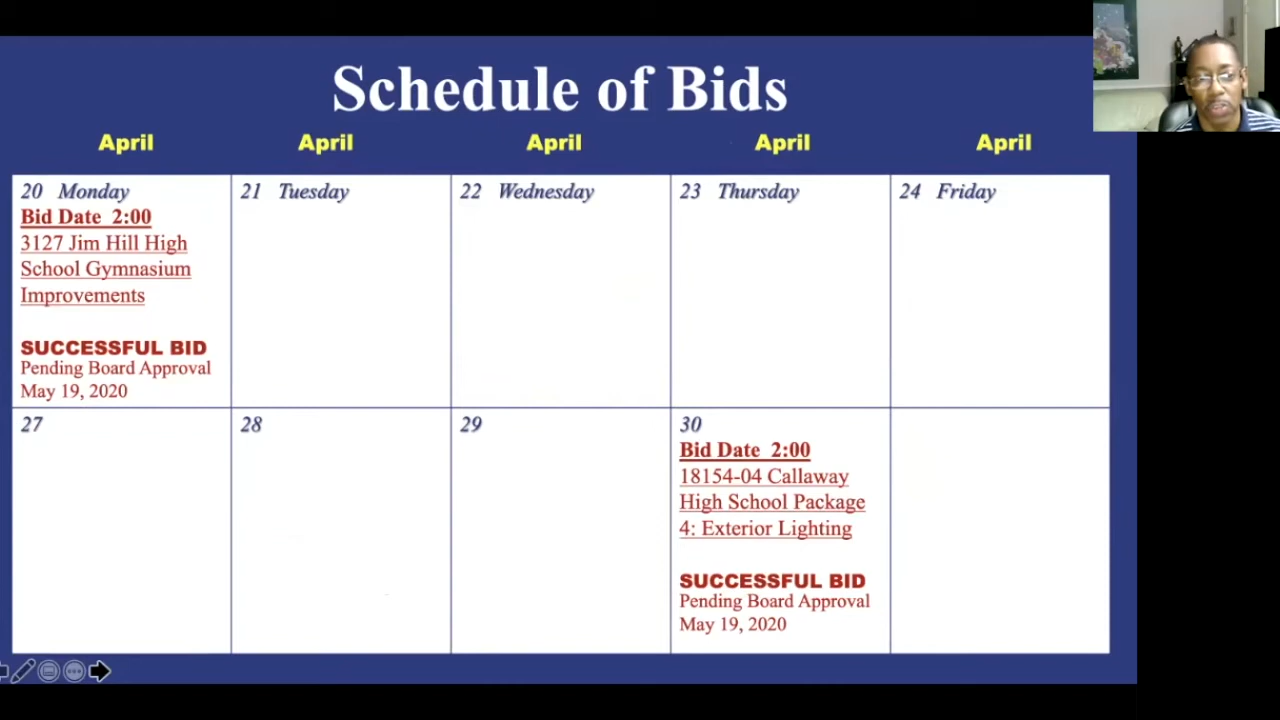 Schedule of Bids
April April April April April
20 Monday
Bid Date 2:00
3127 Jim Hill High
School Gymnasium
Improvements
SUCCESSFUL BID
Pending Board Approval
May 19, 2020
21 Tuesday
22 Wednesday
23 Thursday
24 Friday
27
28
29
30
Bid Date 2:00
18154-04 Callaway
High School Package
4: Exterior Lighting
SUCCESSFUL BID
Pending Board Approval
May 19, 2020